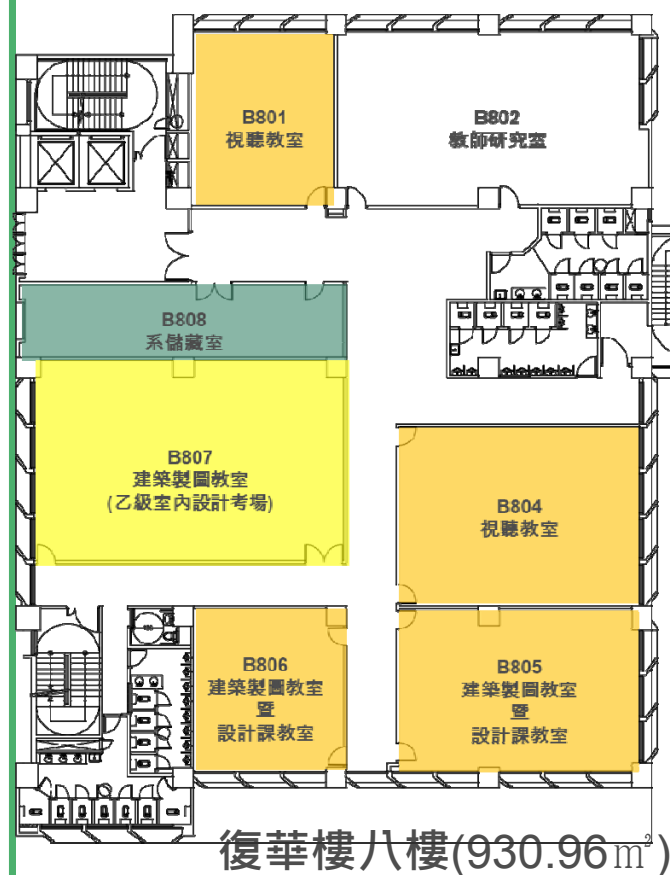 B801
視聽教室
B802
教師研究室
B808
系儲藏室
B807
建築製圖教室
(乙級室內設計考場)
B804
視聽教室
B806
建築製圖教室
暨
設計課教室
B805
建築製圖教室
暨
設計課教室
復華樓八樓(930.96㎡)